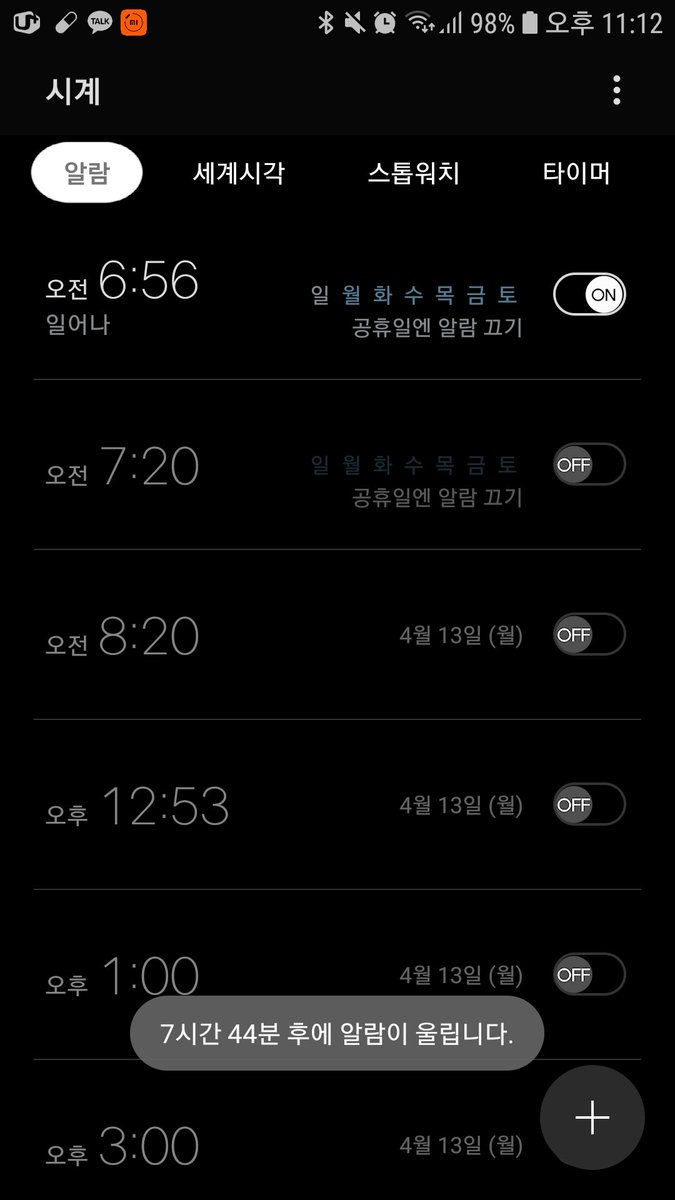 TALK 98% 오후 11:12
시계
알람 세계시각 스톱워치 타이머
오전 6:56 일 월 화 수 목 금 토 ON
일어나 공휴일엔 알람 끄기
오전 7:20 일 월 화 수 목 금 토 OFF
공휴일엔 알람 끄기
오전 8:20 4월 13일 (월) OFF
오후 12:53 4월 13일 (월) OFF
오후 1:00 4월 13일 (월) OFF
7시간 44분 후에 알람이 울립니다.
오후 3:00 4월 13일 (월)